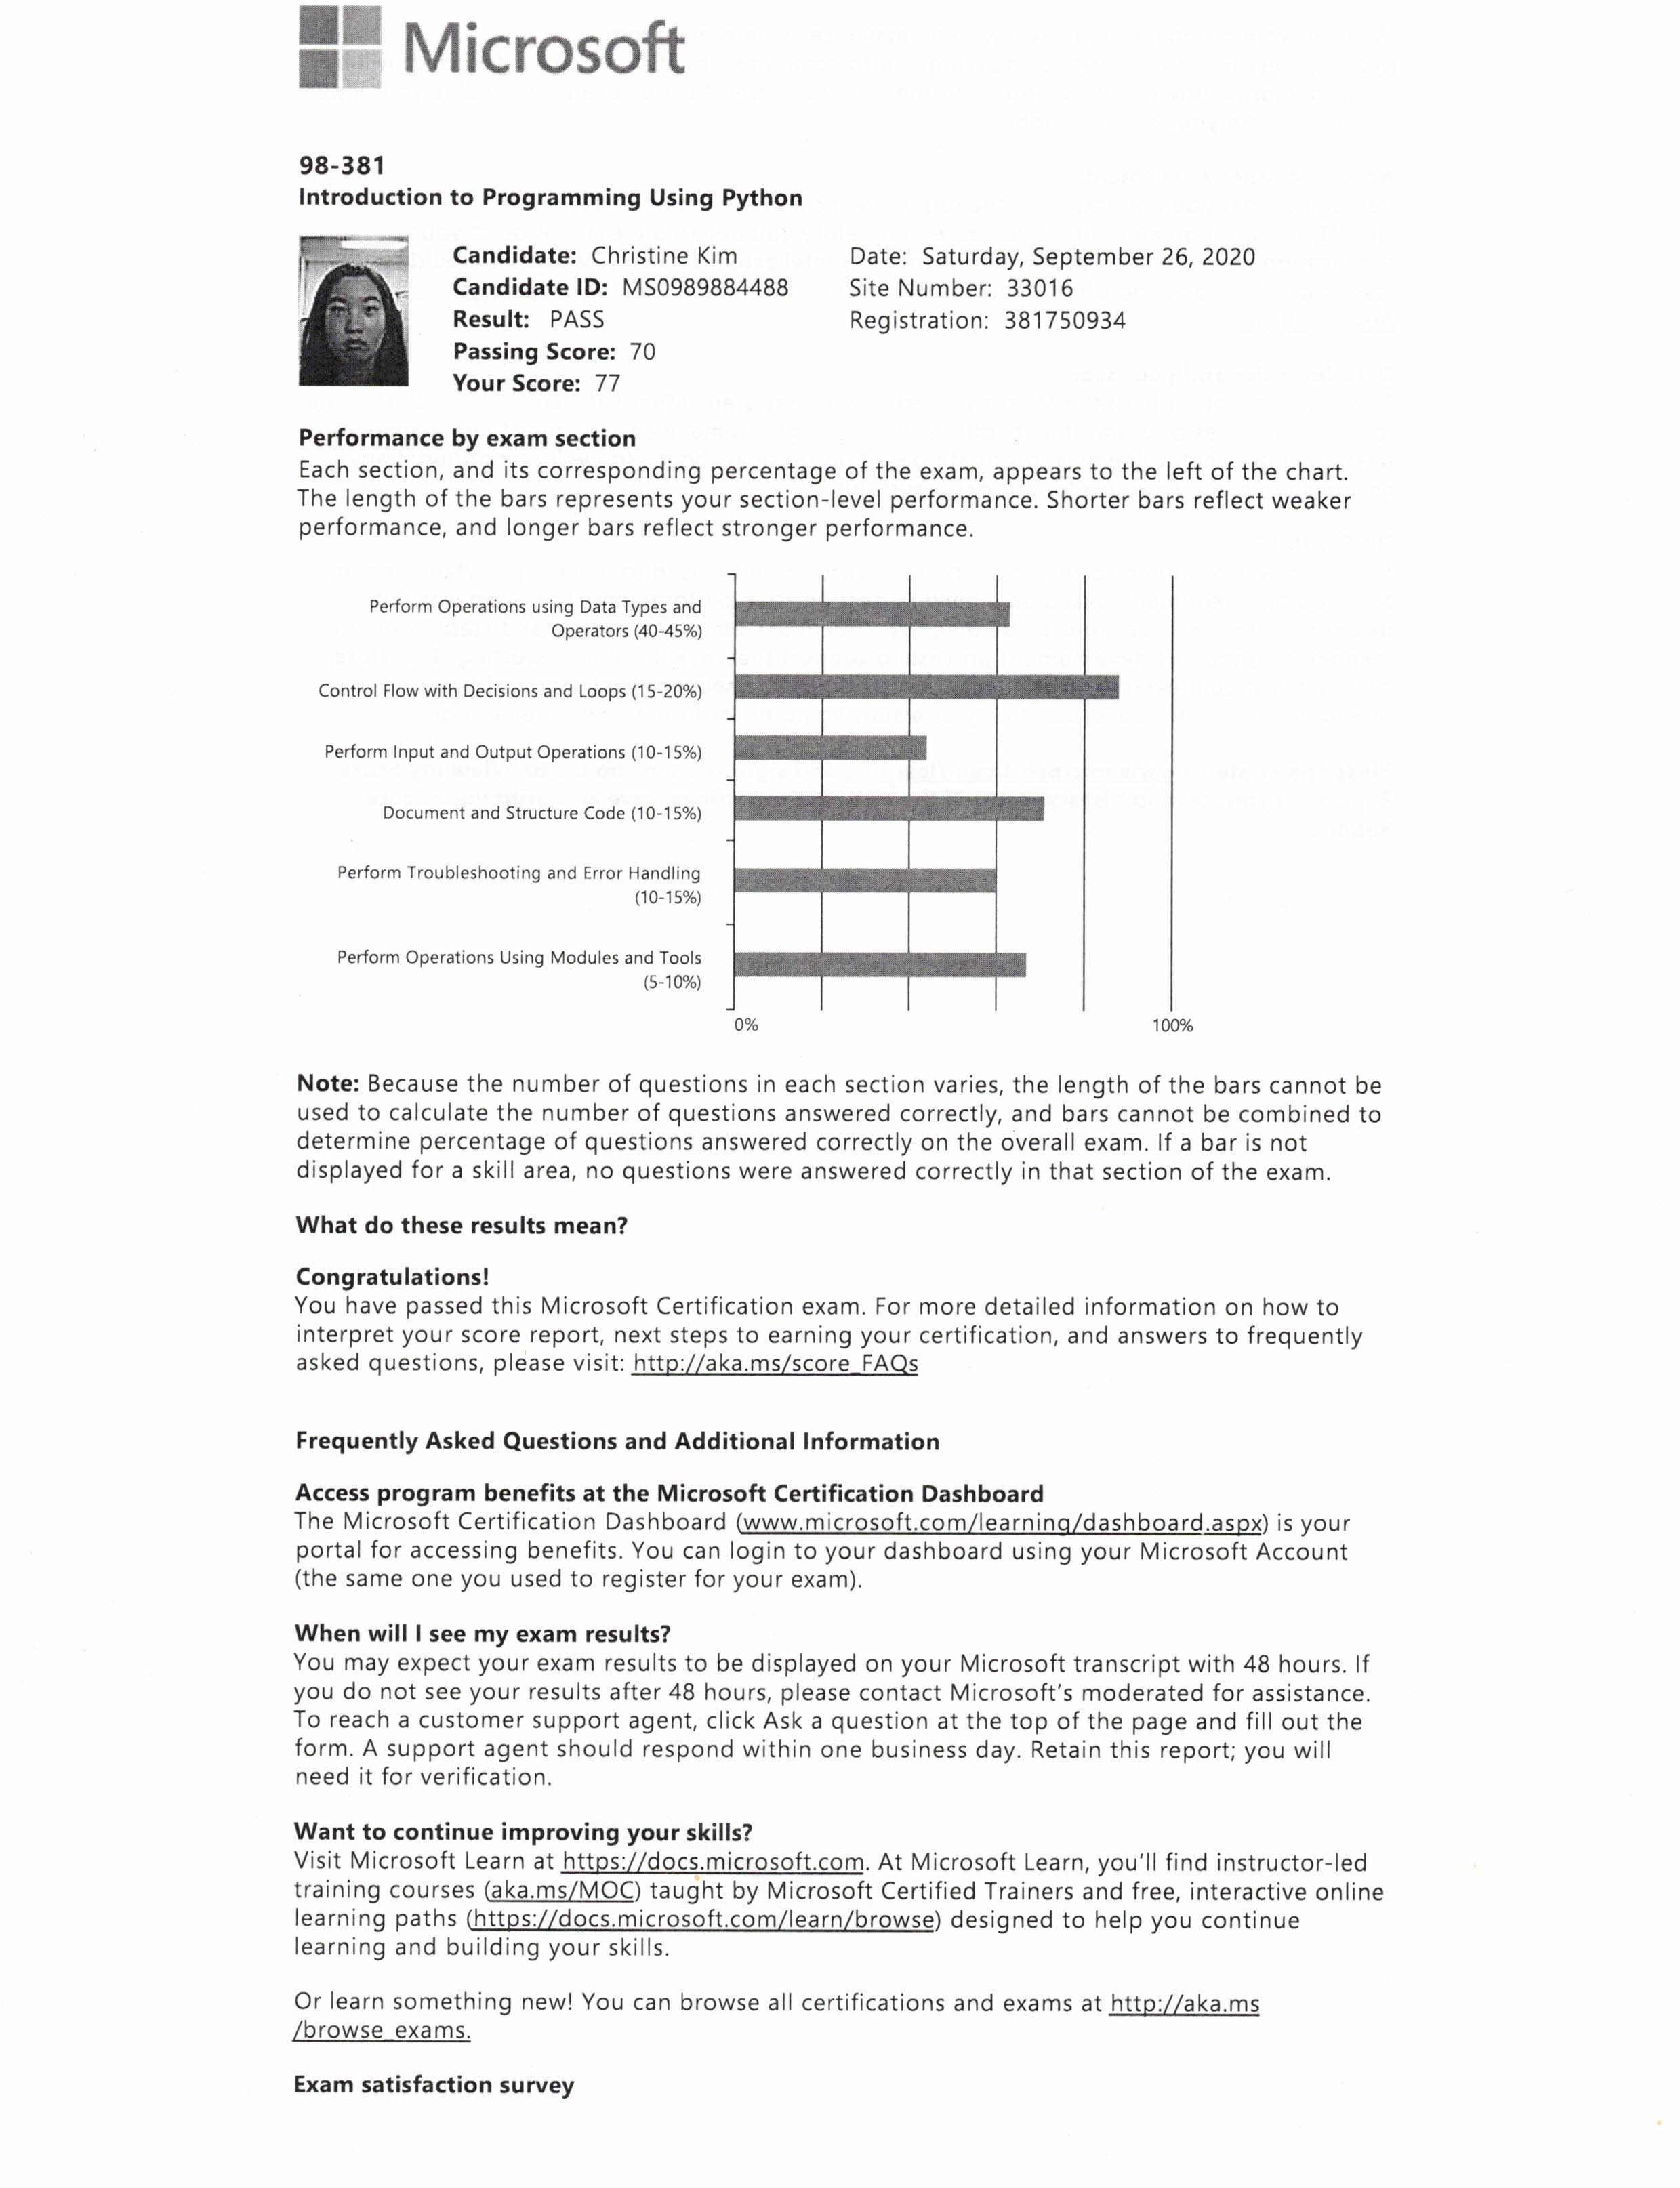 Microsoft
98-381
Introduction to Programming Using Python
Candidate: Christine Kim
Date: Saturday, September 26, 2020
Candidate ID: MS0989884488
Site Number: 33016
Result: PASS
Registration: 381750934
Passing Score: 70
Your Score: 77
Performance by exam section
Each section, and its corresponding percentage of the exam, appears to the left of the chart.
The length of the bars represents your section-level performance. Shorter bars reflect weaker
performance, and longer bars reflect stronger performance.
Perform Operations using Data Types and
Operators (40-45%)
Control Flow with Decisions and Loops (15-20%)
Perform Input and Output Operations (10-15%)
Document and Structure Code (10-15%)
Perform Troubleshooting and Error Handling
(10-15%)
Perform Operations Using Modules and Tools
(5-10%)
0%
100%
Note: Because the number of questions in each section varies, the length of the bars cannot be
used to calculate the number of questions answered correctly, and bars cannot be combined to
determine percentage of questions answered correctly on the overall exam. If a bar is not
displayed for a skill area, no questions were answered correctly in that section of the exam.
What do these results mean?
Congratulations!
You have passed this Microsoft Certification exam. For more detailed information on how to
interpret your score report, next steps to earning your certification, and answers to frequently
asked questions, please visit: http://aka.ms/score_FAQs
Frequently Asked Questions and Additional Information
Access program benefits at the Microsoft Certification Dashboard
The Microsoft Certification Dashboard (www.microsoft.com/learning/dashboard.aspx) is your
portal for accessing benefits. You can login to your dashboard using your Microsoft Account
(the same one you used to register for your exam).
When will I see my exam results?
You may expect your exam results to be displayed on your Microsoft transcript with 48 hours. If
you do not see your results after 48 hours, please contact Microsoft's moderated for assistance.
To reach a customer support agent, click Ask a question at the top of the page and fill out the
form. A support agent should respond within one business day. Retain this report; you will
need it for verification.
Want to continue improving your skills?
Visit Microsoft Learn at https://docs.microsoft.com. At Microsoft Learn, you'll find instructor-led
training courses (aka.ms/MOC) taught by Microsoft Certified Trainers and free, interactive online
learning paths (https://docs.microsoft.com/learn/browse) designed to help you continue
learning and building your skills.
Or learn something new! You can browse all certifications and exams at http://aka.ms
/browse_exams.
Exam satisfaction survey